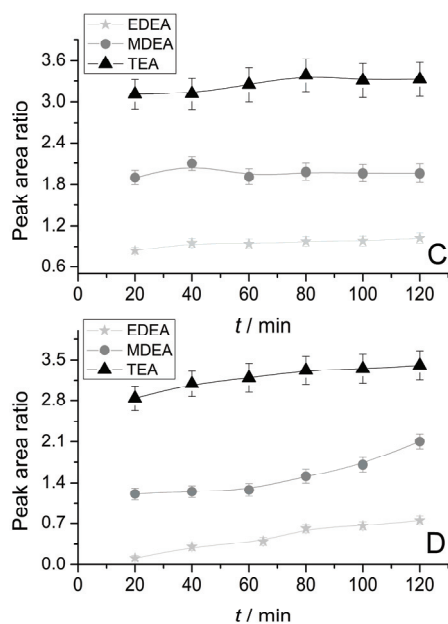 EDEA
MDEA
TEA
3.6
3.0
2.4
1.8
1.2
0.6
Peak area ratio
20 40 60 80 100 120
t / min
C
EDEA
MDEA
TEA
3.5
2.8
2.1
1.4
0.7
0.0
Peak area ratio
20 40 60 80 100 120
t / min
D